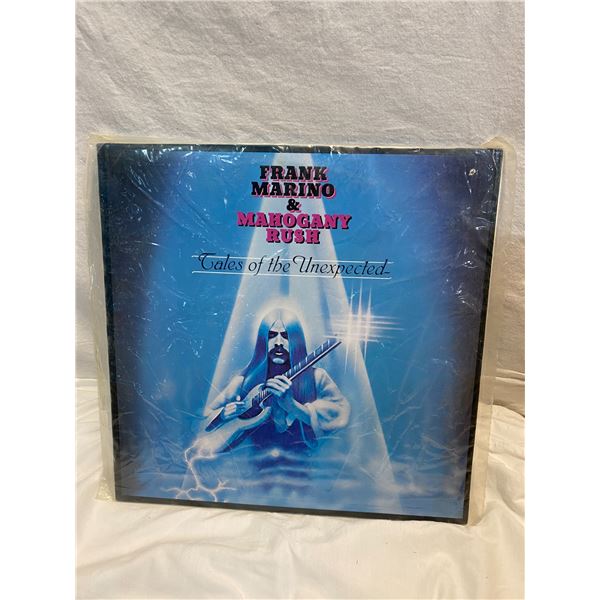 FRANK
MARINO
&
MAHOGANY
RUSH
Tales of the Unexpected